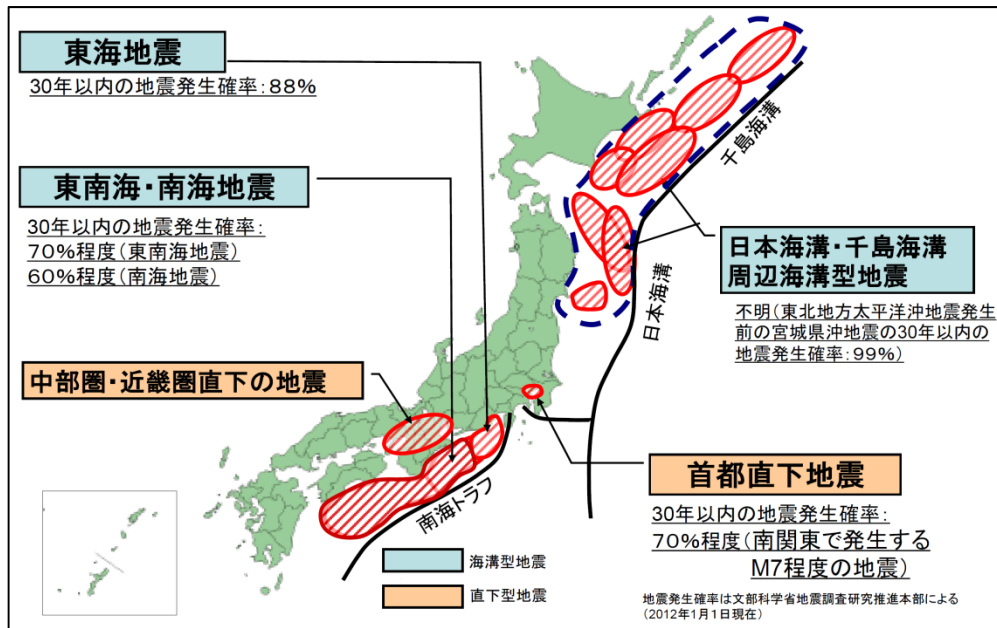 東海地震
30年以内の地震発生確率:88%
東南海・南海地震
30年以内の地震発生確率:
70%程度(東南海地震)
60%程度(南海地震)
中部圏・近畿圏直下の地震
千島海溝
日本海溝・千島海溝
周辺海溝型地震
不明(東北地方太平洋沖地震発生
前の宮城県沖地震の30年以内の
地震発生確率:99%)
日本海溝
首都直下地震
30年以内の地震発生確率:
70%程度(南関東で発生する
M7程度の地震)
南海トラフ
海溝型地震
直下型地震
地震発生確率は文部科学省地震調査研究推進本部による
(2012年1月1日現在)